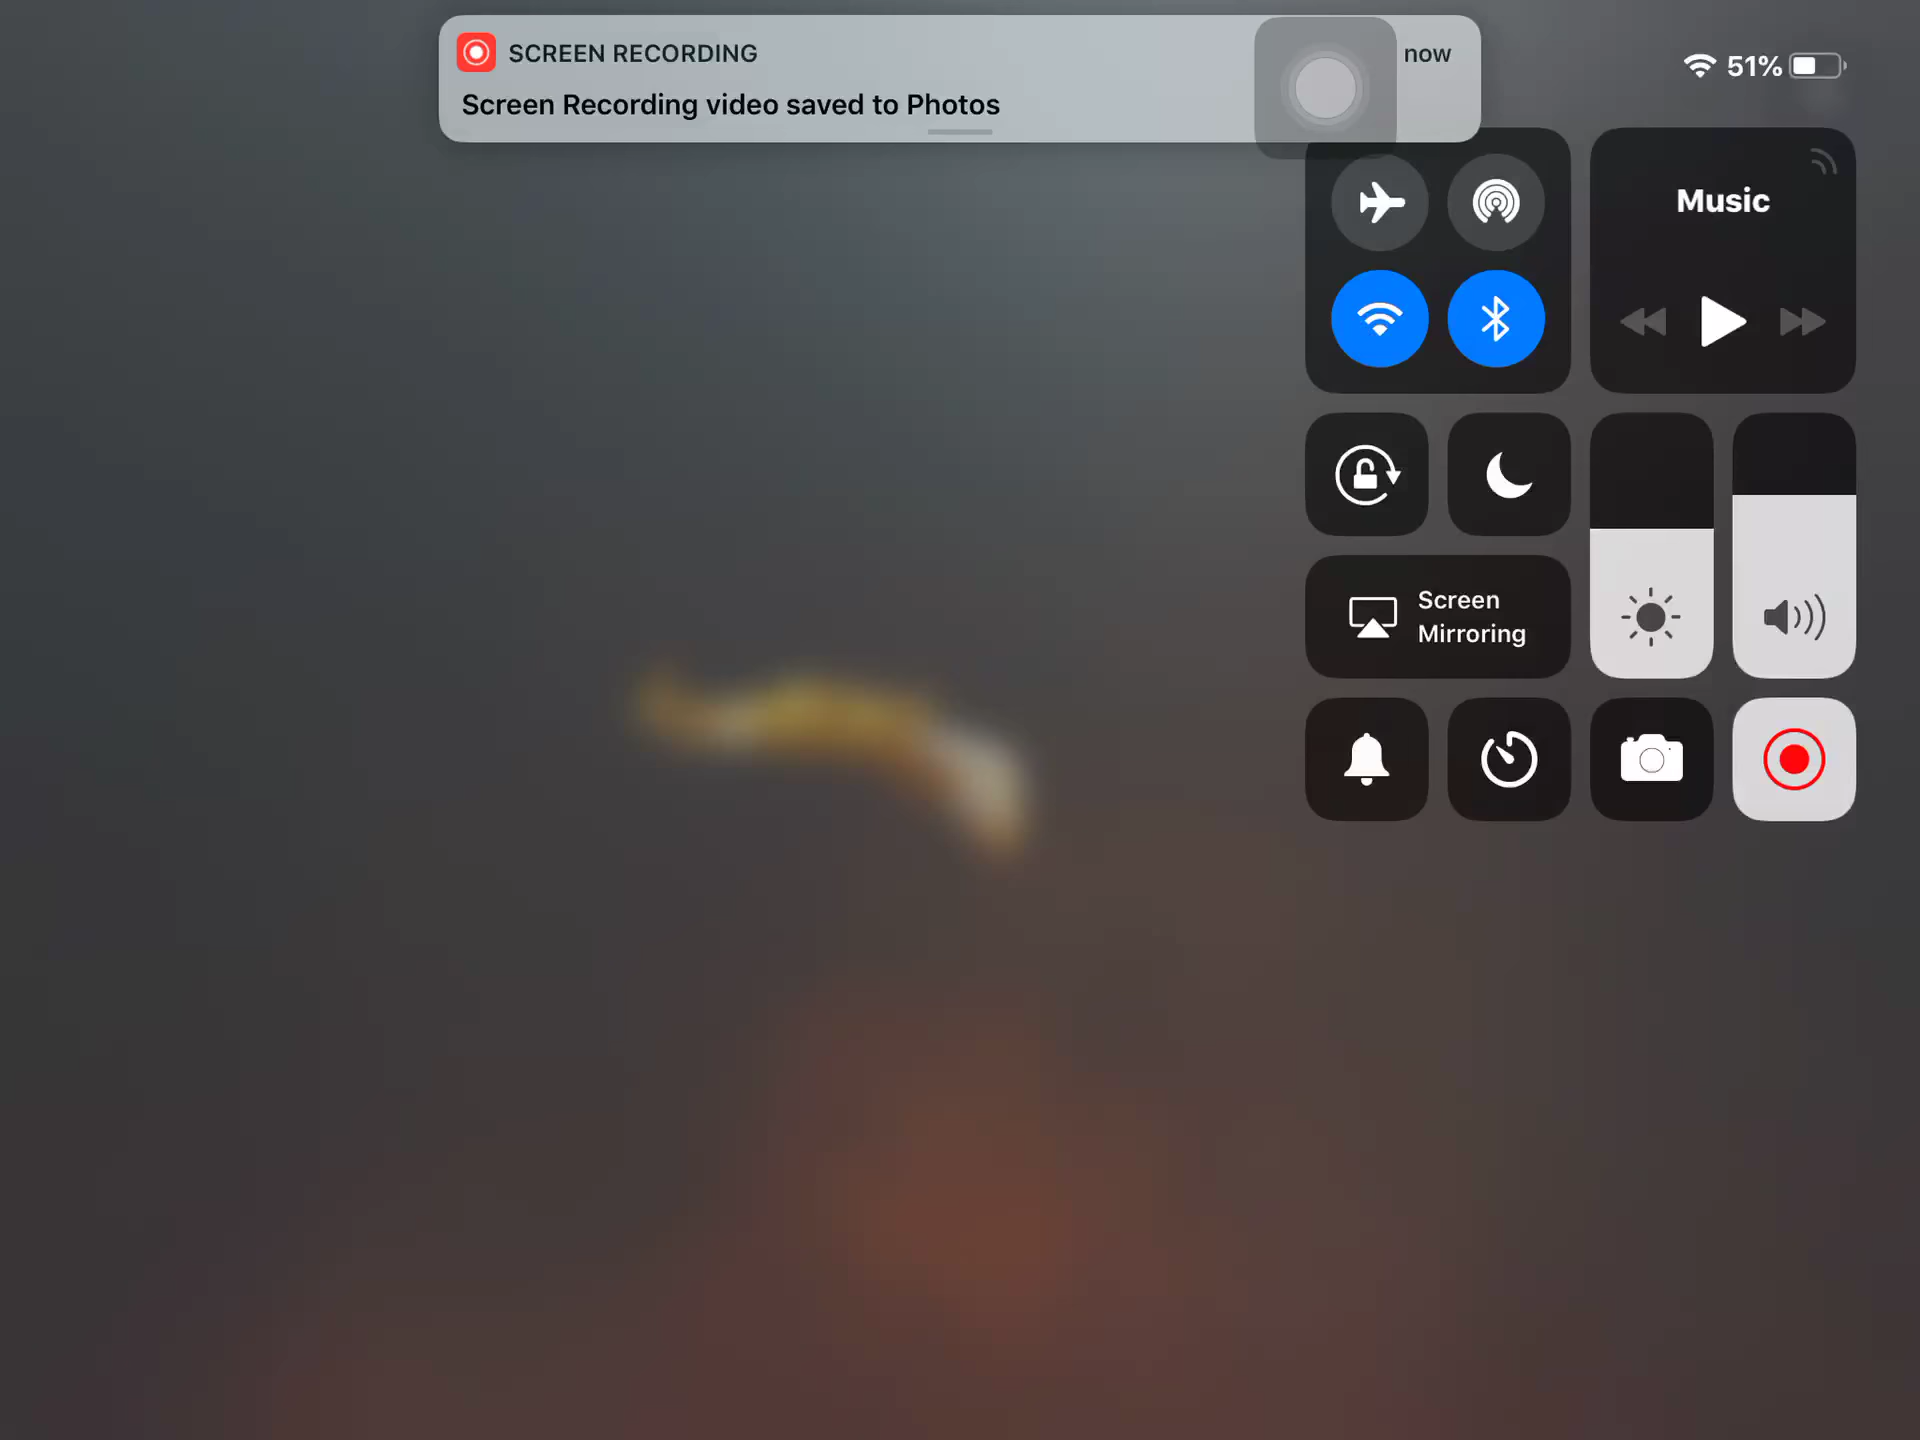 SCREEN RECORDING
now
Screen Recording video saved to Photos
51%
Music
Screen
Mirroring